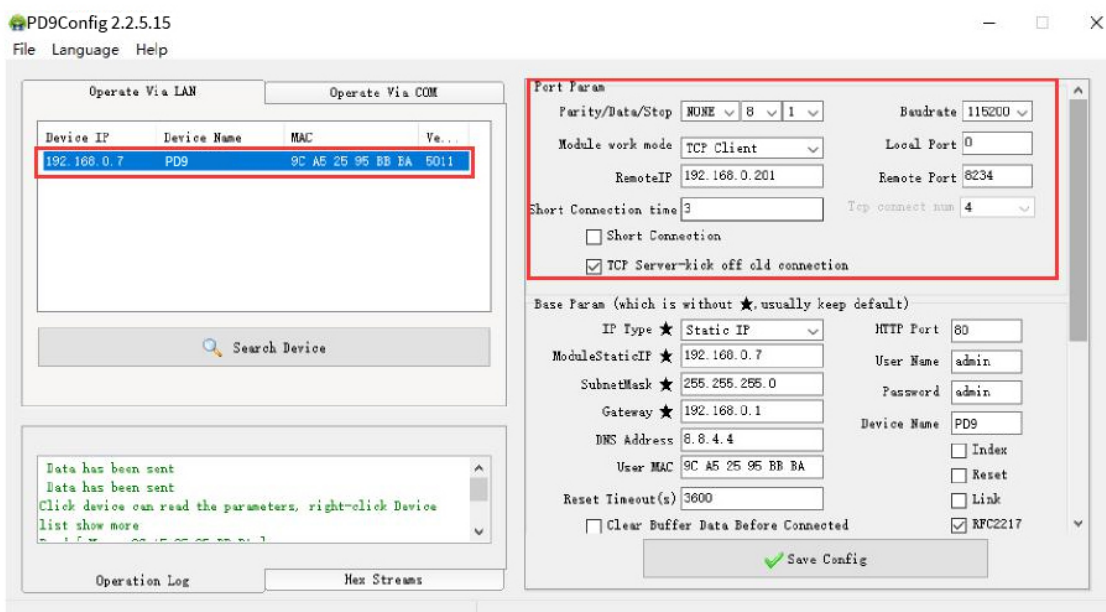 PD9Config 2.2.5.15
File Language Help
Operate Via LAN Operate Via COM
Device IP Device Name MAC Ve...
192.168.0.7 PD9 9C A5 25 95 BB BA 5011
Search Device
Data has been sent
Data has been sent
Click device can read the parameters, right-click Device
list show more
Operation Log Hex Streams
Port Param
Parity/Data/Stop NONE 8 1 Baudrate 115200
Module work mode TCP Client Local Port 0
RemoteIP 192.168.0.201 Remote Port 8234
Short Connection time 3 Tcp connect num 4
Short Connection
TCP Server-kick off old connection
Base Param (which is without ★,usually keep default)
IP Type ★ Static IP HTTP Port 80
ModuleStaticIP ★ 192.168.0.7 User Name admin
SubnetMask ★ 255.255.255.0 Password admin
Gateway ★ 192.168.0.1 Device Name PD9
DNS Address 8.8.4.4 Index
User MAC 9C A5 25 95 BB BA Reset
Reset Timeout(s) 3600 Link
Clear Buffer Data Before Connected RFC2217
Save Config